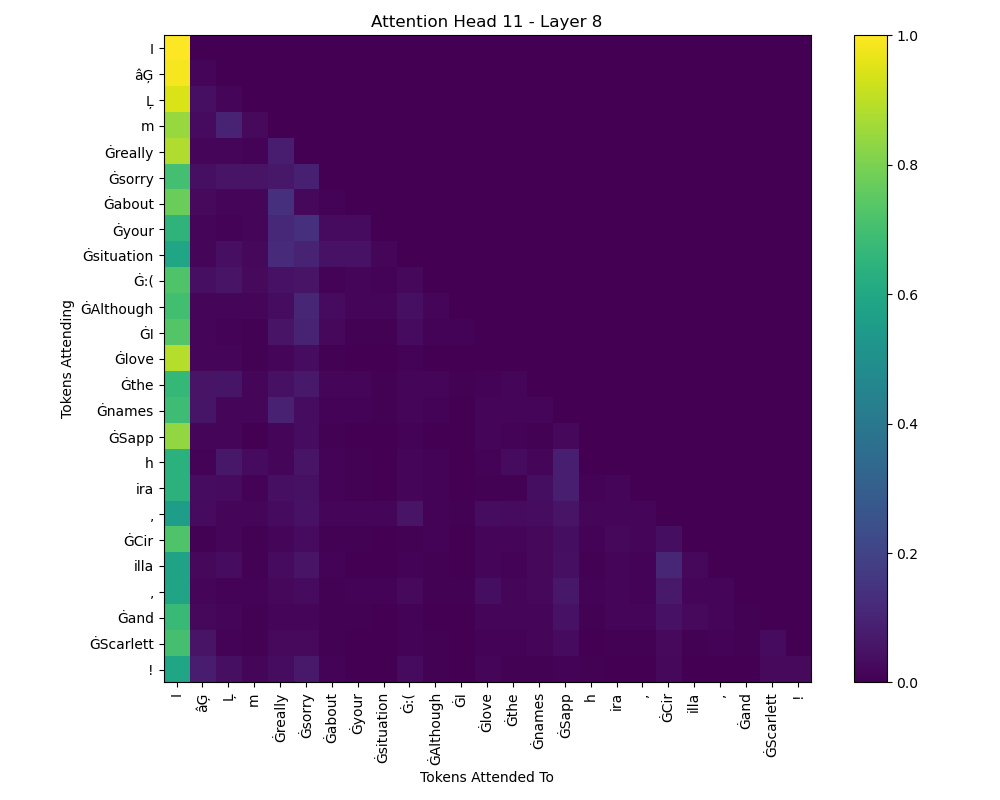 Attention Head 11 - Layer 8
I
âĢ
Ļ
m
Ġreally
Ġsorry
Ġabout
Ġyour
Ġsituation
Ġ:(
ĠAlthough
ĠI
Ġlove
Ġthe
Ġnames
ĠSapp
h
ira
,
ĠCir
illa
,
Ġand
ĠScarlett
!
Tokens Attending
I
âĢ
Ļ
m
Ġreally
Ġsorry
Ġabout
Ġyour
Ġsituation
Ġ:(
ĠAlthough
ĠI
Ġlove
Ġthe
Ġnames
ĠSapp
h
ira
,
ĠCir
illa
,
Ġand
ĠScarlett
!
Tokens Attended To
1.0
0.8
0.6
0.4
0.2
0.0